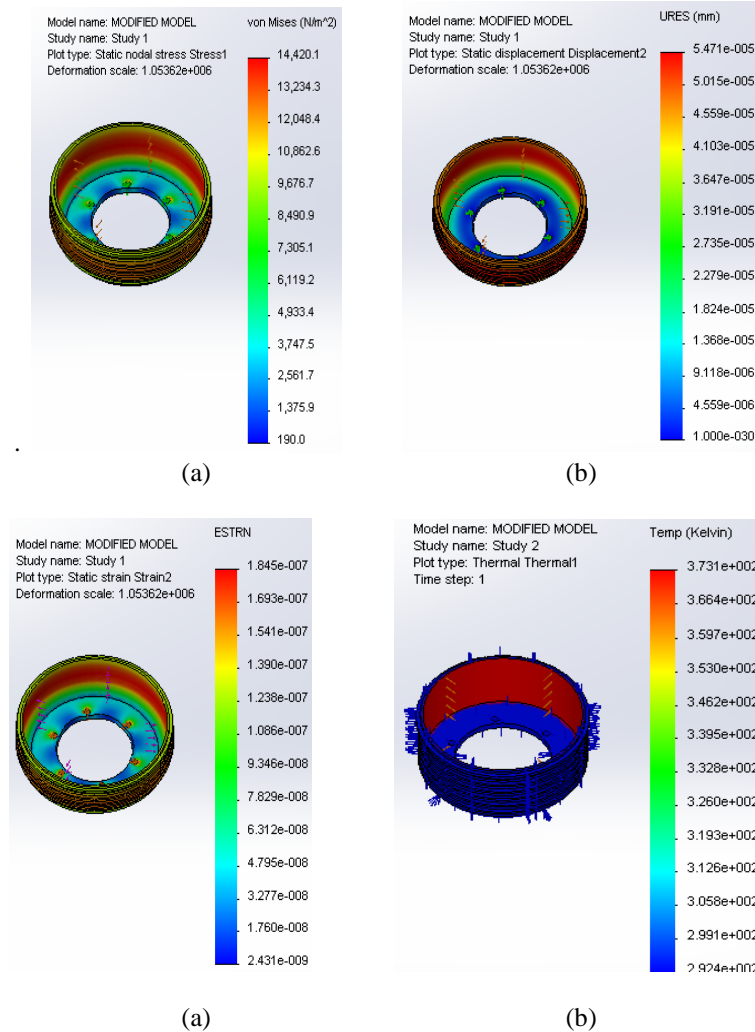 Model name: MODIFIED MODEL
Study name: Study 1
Plot type: Static nodal stress Stress1
Deformation scale: 1.05362e+006
von Mises (N/m^2)
14,420.1
13,234.3
12,048.4
10,862.6
9,676.7
8,490.9
7,305.1
6,119.2
4,933.4
3,747.5
2,561.7
1,375.9
190.0
.
(a)
Model name: MODIFIED MODEL
Study name: Study 1
Plot type: Static displacement Displacement2
Deformation scale: 1.05362e+006
URES (mm)
5.471e-005
5.015e-005
4.559e-005
4.103e-005
3.647e-005
3.191e-005
2.735e-005
2.279e-005
1.824e-005
1.368e-005
9.118e-006
4.559e-006
1.000e-030
(b)
Model name: MODIFIED MODEL
Study name: Study 1
Plot type: Static strain Strain2
Deformation scale: 1.05362e+006
ESTRN
1.845e-007
1.693e-007
1.541e-007
1.390e-007
1.238e-007
1.086e-007
9.346e-008
7.829e-008
6.312e-008
4.795e-008
3.277e-008
1.760e-008
2.431e-009
(a)
Model name: MODIFIED MODEL
Study name: Study 2
Plot type: Thermal Thermal1
Time step: 1
Temp (Kelvin)
3.731e+002
3.664e+002
3.597e+002
3.530e+002
3.462e+002
3.395e+002
3.328e+002
3.260e+002
3.193e+002
3.126e+002
3.058e+002
2.991e+002
2.924e+002
(b)